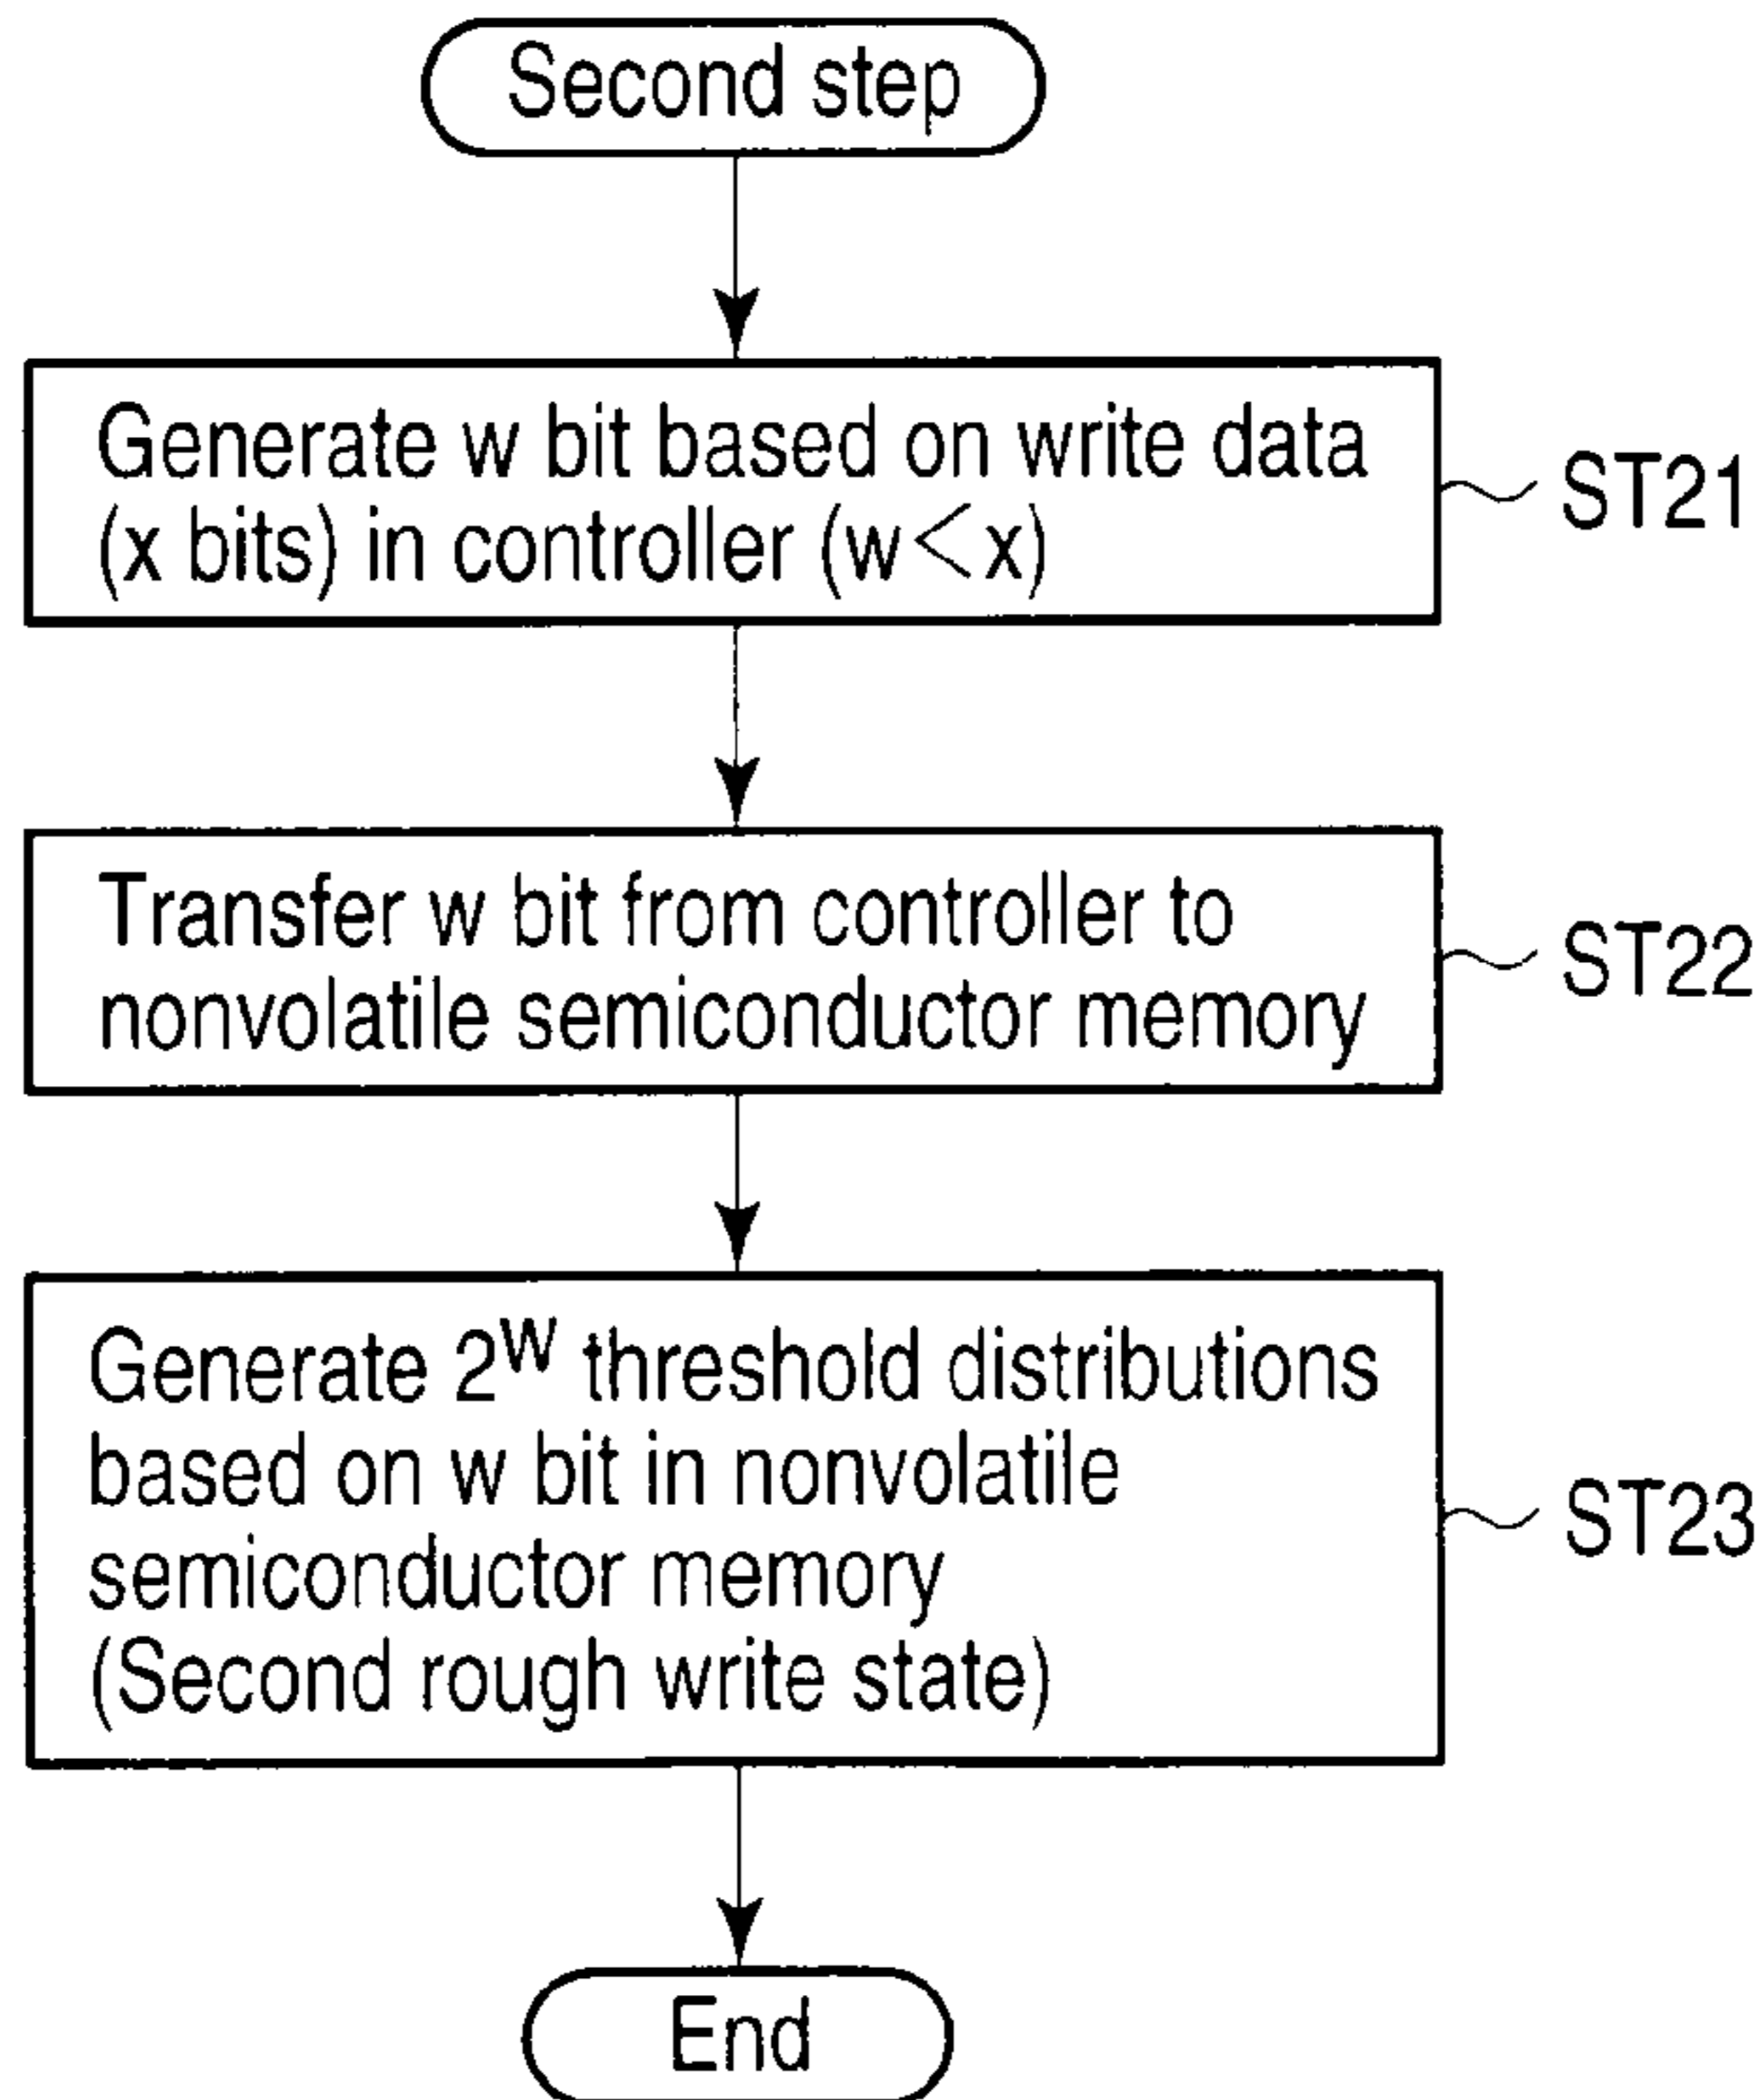 Second step
Generate w bit based on write data
(x bits) in controller (w<x)
ST21
Transfer w bit from controller to
nonvolatile semiconductor memory
ST22
Generate 2^W threshold distributions
based on w bit in nonvolatile
semiconductor memory
(Second rough write state)
ST23
End